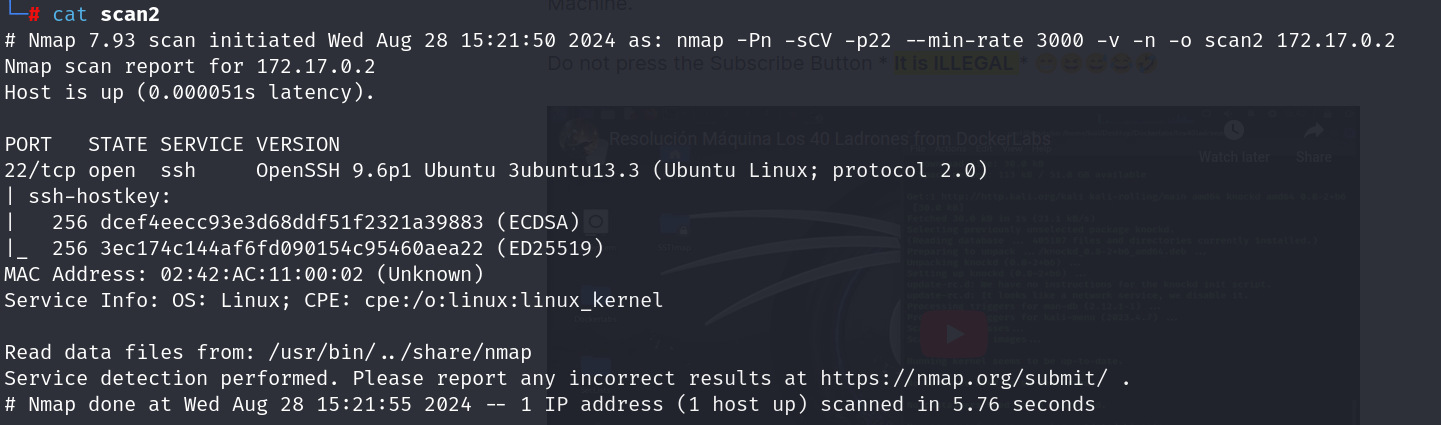 Machine.
└─# cat scan2
# Nmap 7.93 scan initiated Wed Aug 28 15:21:50 2024 as: nmap -Pn -sCV -p22 --min-rate 3000 -v -n -o scan2 172.17.0.2
Nmap scan report for 172.17.0.2
Do not press the Subscribe Button * It is ILLEGAL *
Host is up (0.000051s latency).
PORT   STATE SERVICE VERSION
Resolución Máquina Los 40 Ladrones from DockerLabs
Watch later
Share
22/tcp open  ssh     OpenSSH 9.6p1 Ubuntu 3ubuntu13.3 (Ubuntu Linux; protocol 2.0)
| ssh-hostkey:
|   256 dcef4eecc93e3d68ddf51f2321a39883 (ECDSA)
|_  256 3ec174c144af6fd090154c95460aea22 (ED25519)
MAC Address: 02:42:AC:11:00:02 (Unknown)
Service Info: OS: Linux; CPE: cpe:/o:linux:linux_kernel
Read data files from: /usr/bin/../share/nmap
Service detection performed. Please report any incorrect results at https://nmap.org/submit/ .
# Nmap done at Wed Aug 28 15:21:55 2024 -- 1 IP address (1 host up) scanned in 5.76 seconds